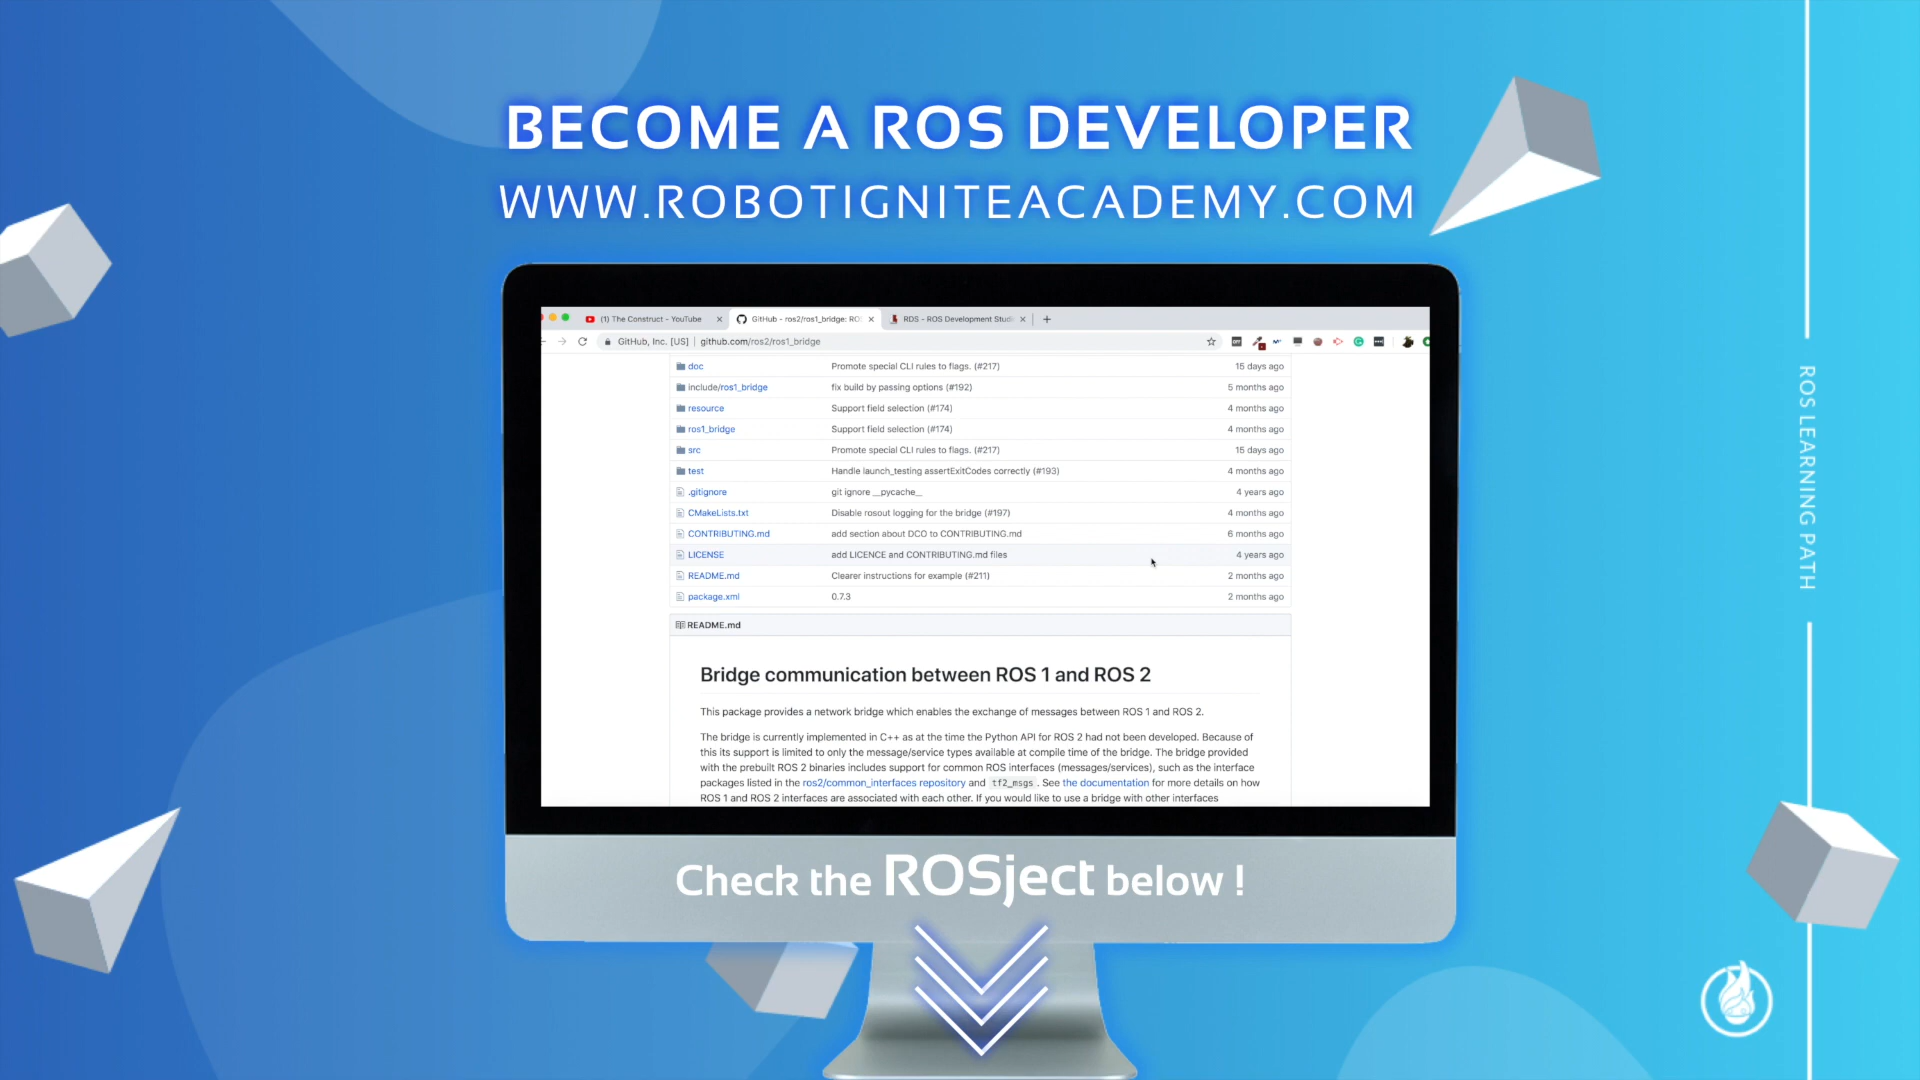 BECOME A ROS DEVELOPER
WWW.ROBOTIGNITEACADEMY.COM
(1) The Construct - YouTube
GitHub - ros2/ros1_bridge: RO
RDS - ROS Development Studi
GitHub, Inc. [US] | github.com/ros2/ros1_bridge
doc Promote special CLI rules to flags. (#217) 15 days ago
include/ros1_bridge fix build by passing options (#192) 5 months ago
resource Support field selection (#174) 4 months ago
ros1_bridge Support field selection (#174) 4 months ago
src Promote special CLI rules to flags. (#217) 15 days ago
test Handle launch_testing assertExitCodes correctly (#193) 4 months ago
.gitignore git ignore __pycache__ 4 years ago
CMakeLists.txt Disable rosout logging for the bridge (#197) 4 months ago
CONTRIBUTING.md add section about DCO to CONTRIBUTING.md 6 months ago
LICENSE add LICENCE and CONTRIBUTING.md files 4 years ago
README.md Clearer instructions for example (#211) 2 months ago
package.xml 0.7.3 2 months ago
README.md
Bridge communication between ROS 1 and ROS 2
This package provides a network bridge which enables the exchange of messages between ROS 1 and ROS 2.
The bridge is currently implemented in C++ as at the time the Python API for ROS 2 had not been developed. Because of
this its support is limited to only the message/service types available at compile time of the bridge. The bridge provided
with the prebuilt ROS 2 binaries includes support for common ROS interfaces (messages/services), such as the interface
packages listed in the ros2/common_interfaces repository and tf2_msgs. See the documentation for more details on how
ROS 1 and ROS 2 interfaces are associated with each other. If you would like to use a bridge with other interfaces
Check the ROSject below !
ROS LEARNING PATH